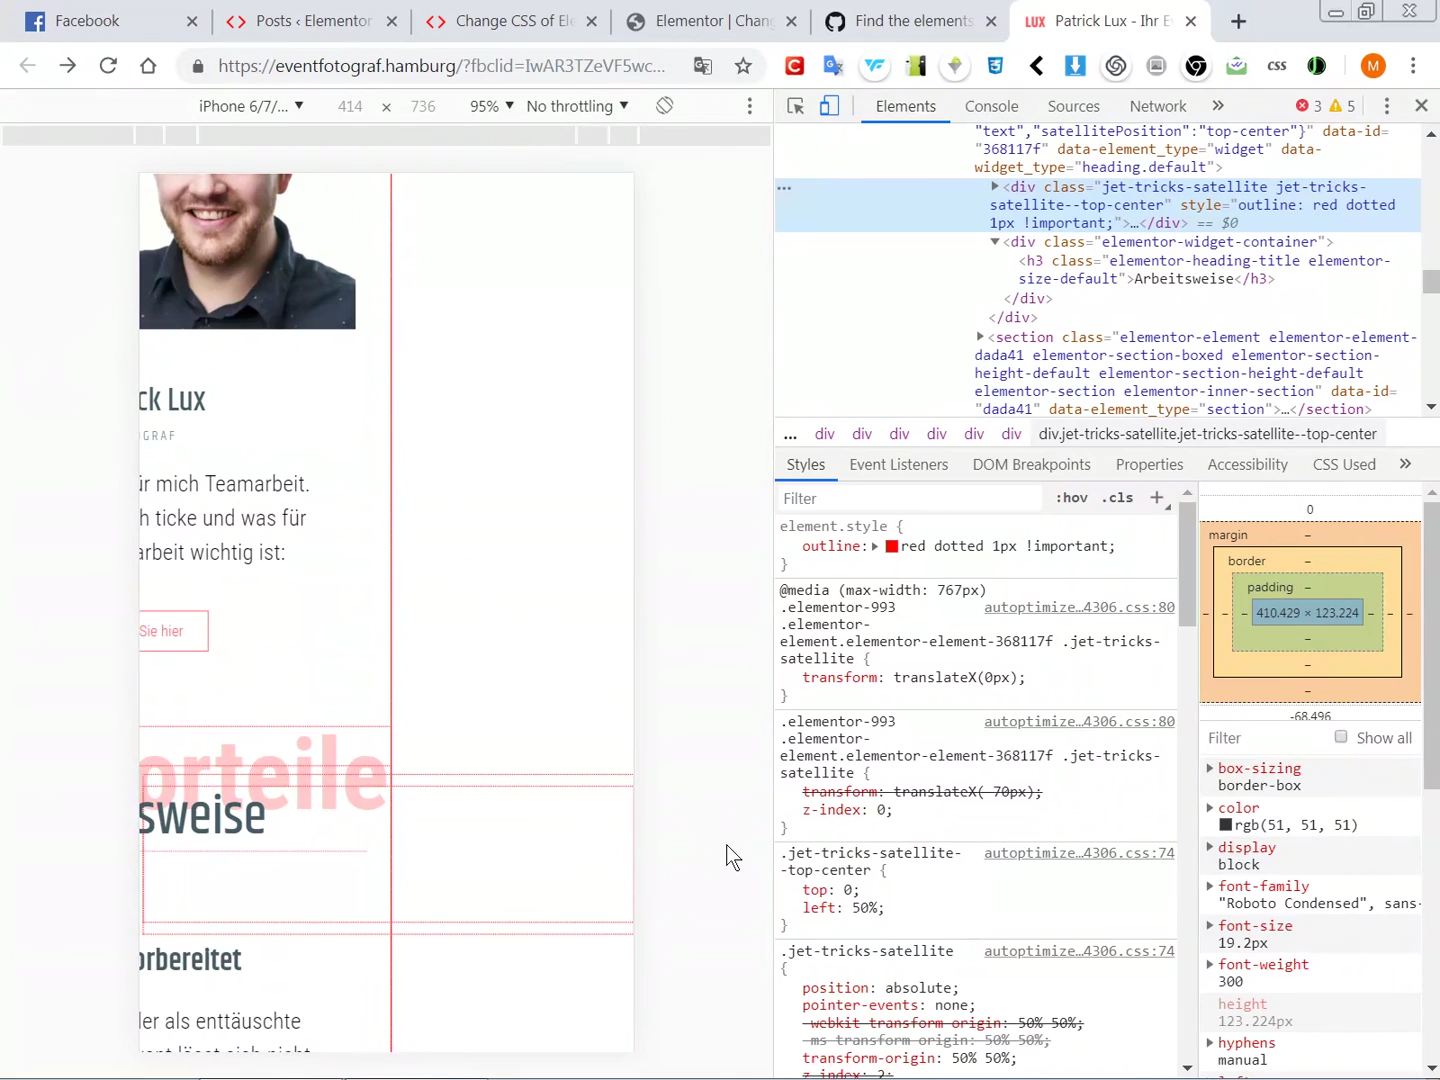 Facebook
Posts ‹ Elementor
Change CSS of Ele
Elementor | Chang
Find the elements
LUX Patrick Lux - Ihr E
https://eventfotograf.hamburg/?fbclid=IwAR3TZeVF5wc...
css
M
iPhone 6/7/... ▼ 414 × 736 95% ▼ No throttling ▼
Elements Console Sources Network » 3 5
"text","satellitePosition":"top-center"}" data-id=
"368117f" data-element_type="widget" data-
widget_type="heading.default">
<div class="jet-tricks-satellite jet-tricks-
satellite--top-center" style="outline: red dotted
1px !important;">…</div> == $0
<div class="elementor-widget-container">
<h3 class="elementor-heading-title elementor-
size-default">Arbeitsweise</h3>
</div>
</div>
<section class="elementor-element elementor-element-
dada41 elementor-section-boxed elementor-section-
height-default elementor-section-height-default
elementor-section elementor-inner-section" data-id=
"dada41" data-element_type="section">…</section>
... div div div div div div div.jet-tricks-satellite.jet-tricks-satellite--top-center
Styles Event Listeners DOM Breakpoints Properties Accessibility CSS Used »
Filter :hov .cls +
element.style {
outline: red dotted 1px !important;
}
@media (max-width: 767px)
.elementor-993 autoptimize…4306.css:80
.elementor-
element.elementor-element-368117f .jet-tricks-
satellite {
transform: translateX(0px);
}
.elementor-993 autoptimize…4306.css:80
.elementor-
element.elementor-element-368117f .jet-tricks-
satellite {
transform: translateX(-70px);
z-index: 0;
}
.jet-tricks-satellite- autoptimize…4306.css:74
-top-center {
top: 0;
left: 50%;
}
.jet-tricks-satellite autoptimize…4306.css:74
{
position: absolute;
pointer-events: none;
-webkit-transform-origin: 50% 50%;
-ms-transform-origin: 50% 50%;
transform-origin: 50% 50%;
z-index: 2;
0
margin –
border –
padding –
410.429 × 123.224
-68.496
Filter Show all
box-sizing
border-box
color
rgb(51, 51, 51)
display
block
font-family
"Roboto Condensed", sans-
font-size
19.2px
font-weight
300
height
123.224px
hyphens
manual
ck Lux
OGRAF
ür mich Teamarbeit.
h ticke und was für
arbeit wichtig ist:
Sie hier
orteile
sweise
orbereitet
ler als enttäuschte